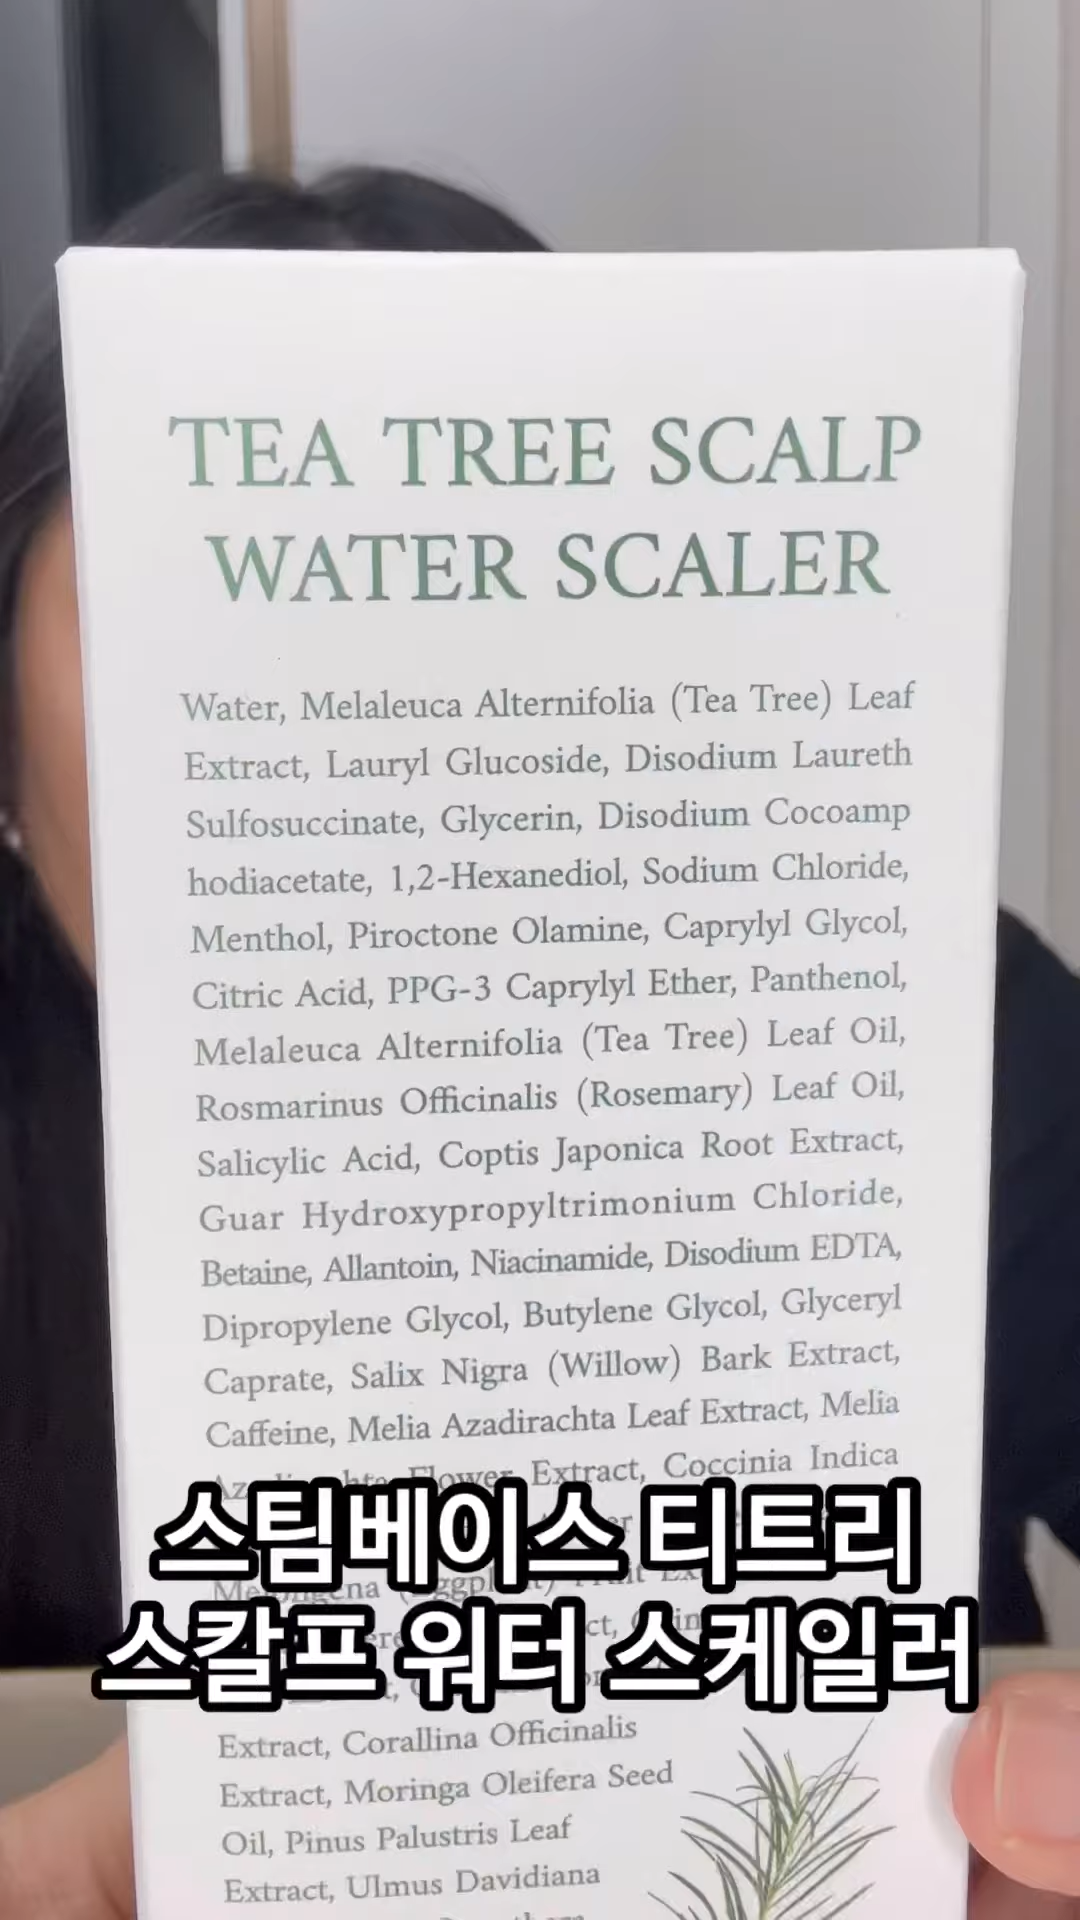 TEA TREE SCALP
WATER SCALER
Water, Melaleuca Alternifolia (Tea Tree) Leaf
Extract, Lauryl Glucoside, Disodium Laureth
Sulfosuccinate, Glycerin, Disodium Cocoamp
hodiacetate, 1,2-Hexanediol, Sodium Chloride,
Menthol, Piroctone Olamine, Caprylyl Glycol,
Citric Acid, PPG-3 Caprylyl Ether, Panthenol,
Melaleuca Alternifolia (Tea Tree) Leaf Oil,
Rosmarinus Officinalis (Rosemary) Leaf Oil,
Salicylic Acid, Coptis Japonica Root Extract,
Guar Hydroxypropyltrimonium Chloride,
Betaine, Allantoin, Niacinamide, Disodium EDTA,
Dipropylene Glycol, Butylene Glycol, Glyceryl
Caprate, Salix Nigra (Willow) Bark Extract,
Caffeine, Melia Azadirachta Leaf Extract, Melia
Flower Extract, Coccinia Indica
스팀베이스 티트리
스칼프 워터 스케일러
Extract, Corallina Officinalis
Extract, Moringa Oleifera Seed
Oil, Pinus Palustris Leaf
Extract, Ulmus Davidiana